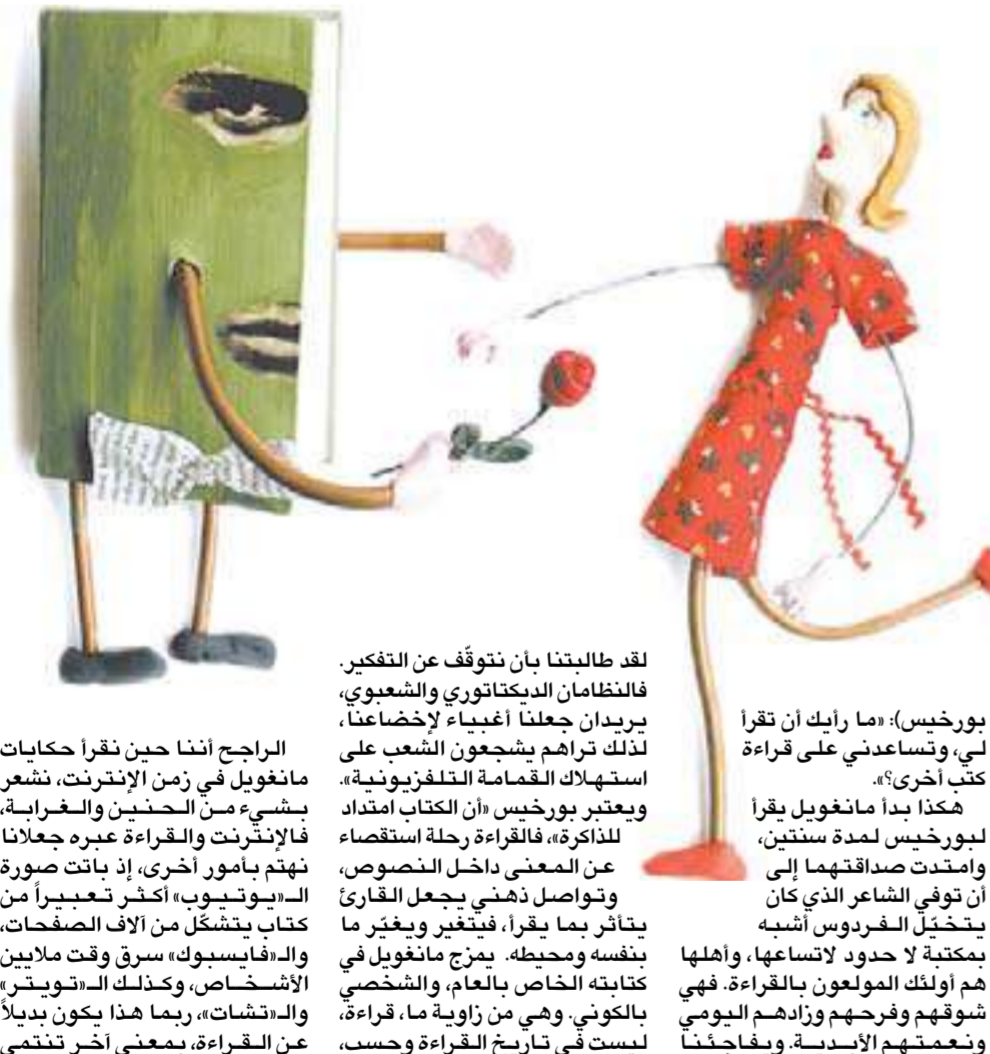 بورخيس): «ما رأيك أن تقرأ
لي، وتساعدني على قراءة
كتب أخرى؟».
هكذا بدأ مانغويل يقرأ
لبورخيس لمدة سنتين،
وامتدت صداقتهما إلى
أن توفي الشاعر الذي كان
يتخيّل الفردوس أشبه
بمكتبة لا حدود لاتساعها، وأهلها
هم أولئك المولعون بالقراءة. فهي
شوقهم وفرحهم وزادهم اليومي
ونعمتهم الأبدية. ويفاجئنا
لقد طالبتنا بأن نتوقّف عن التفكير.
فالنظامان الديكتاتوري والشعبوي،
يريدان جعلنا أغبياء لإخضاعنا،
لذلك تراهم يشجعون الشعب على
استهلاك القمامة التلفزيونية».
ويعتبر بورخيس «أن الكتاب امتداد
للذاكرة»، فالقراءة رحلة استقصاء
عن المعنى داخل النصوص،
وتواصل ذهني يجعل القارئ
يتأثر بما يقرأ، فيتغير ويغيّر ما
بنفسه ومحيطه. يمزج مانغويل في
كتابته الخاص بالعام، والشخصي
بالكوني. وهي من زاوية ما، قراءة،
ليست في تاريخ القراءة وحسب،
الراجح أننا حين نقرأ حكايات
مانغويل في زمن الإنترنت، نشعر
بشيء من الحنين والغرابة،
فالإنترنت والقراءة عبره جعلانا
نهتم بأمور أخرى، إذ باتت صورة
الـ«يوتيوب» أكثر تعبيراً من
كتاب يتشكّل من آلاف الصفحات،
والـ«فايسبوك» سرق وقت ملايين
الأشخاص، وكذلك الـ«تويتر»
والـ«تشات»، ربما هذا يكون بديلاً
عن القراءة، بمعنى آخر تنتمي